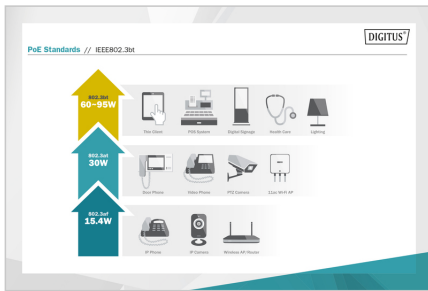 DIGITUS®
PoE Standards // IEEE802.3bt
802.3bt
60–95W
Thin Client
POS System
Digital Signage
Health Care
Lighting
802.3at
30W
Door Phone
Video Phone
PTZ Camera
11ac Wi-Fi AP
802.3af
15.4W
IP Phone
IP Camera
Wireless AP/Router